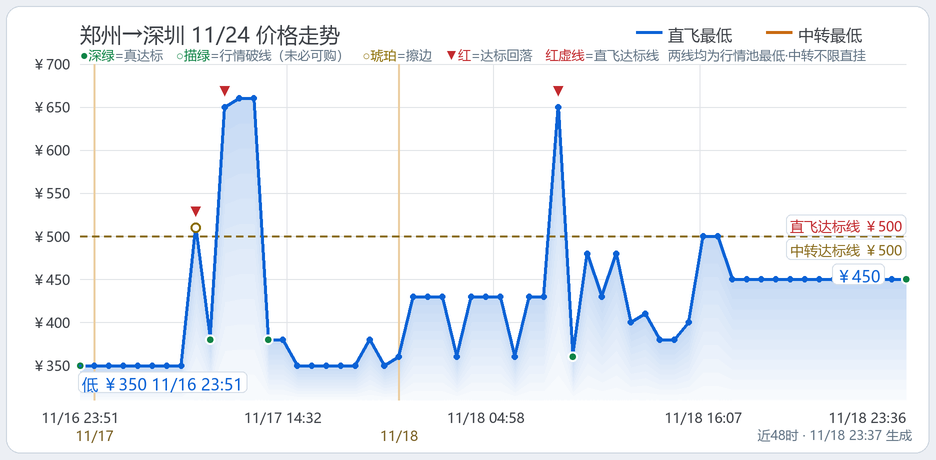 郑州→深圳 11/24 价格走势
直飞最低 中转最低
深绿=真达标 描绿=行情破线（未必可购） 琥珀=擦边 ▼红=达标回落 红虚线=直飞达标线 两线均为行情池最低·中转不限直挂
￥700
￥650
￥600
￥550
￥500
￥450
￥400
￥350
直飞达标线 ￥500
中转达标线 ￥500
￥450
低 ￥350 11/16 23:51
11/16 23:51 11/17 14:32 11/18 04:58 11/18 16:07 11/18 23:36
11/17 11/18
近48时 · 11/18 23:37 生成